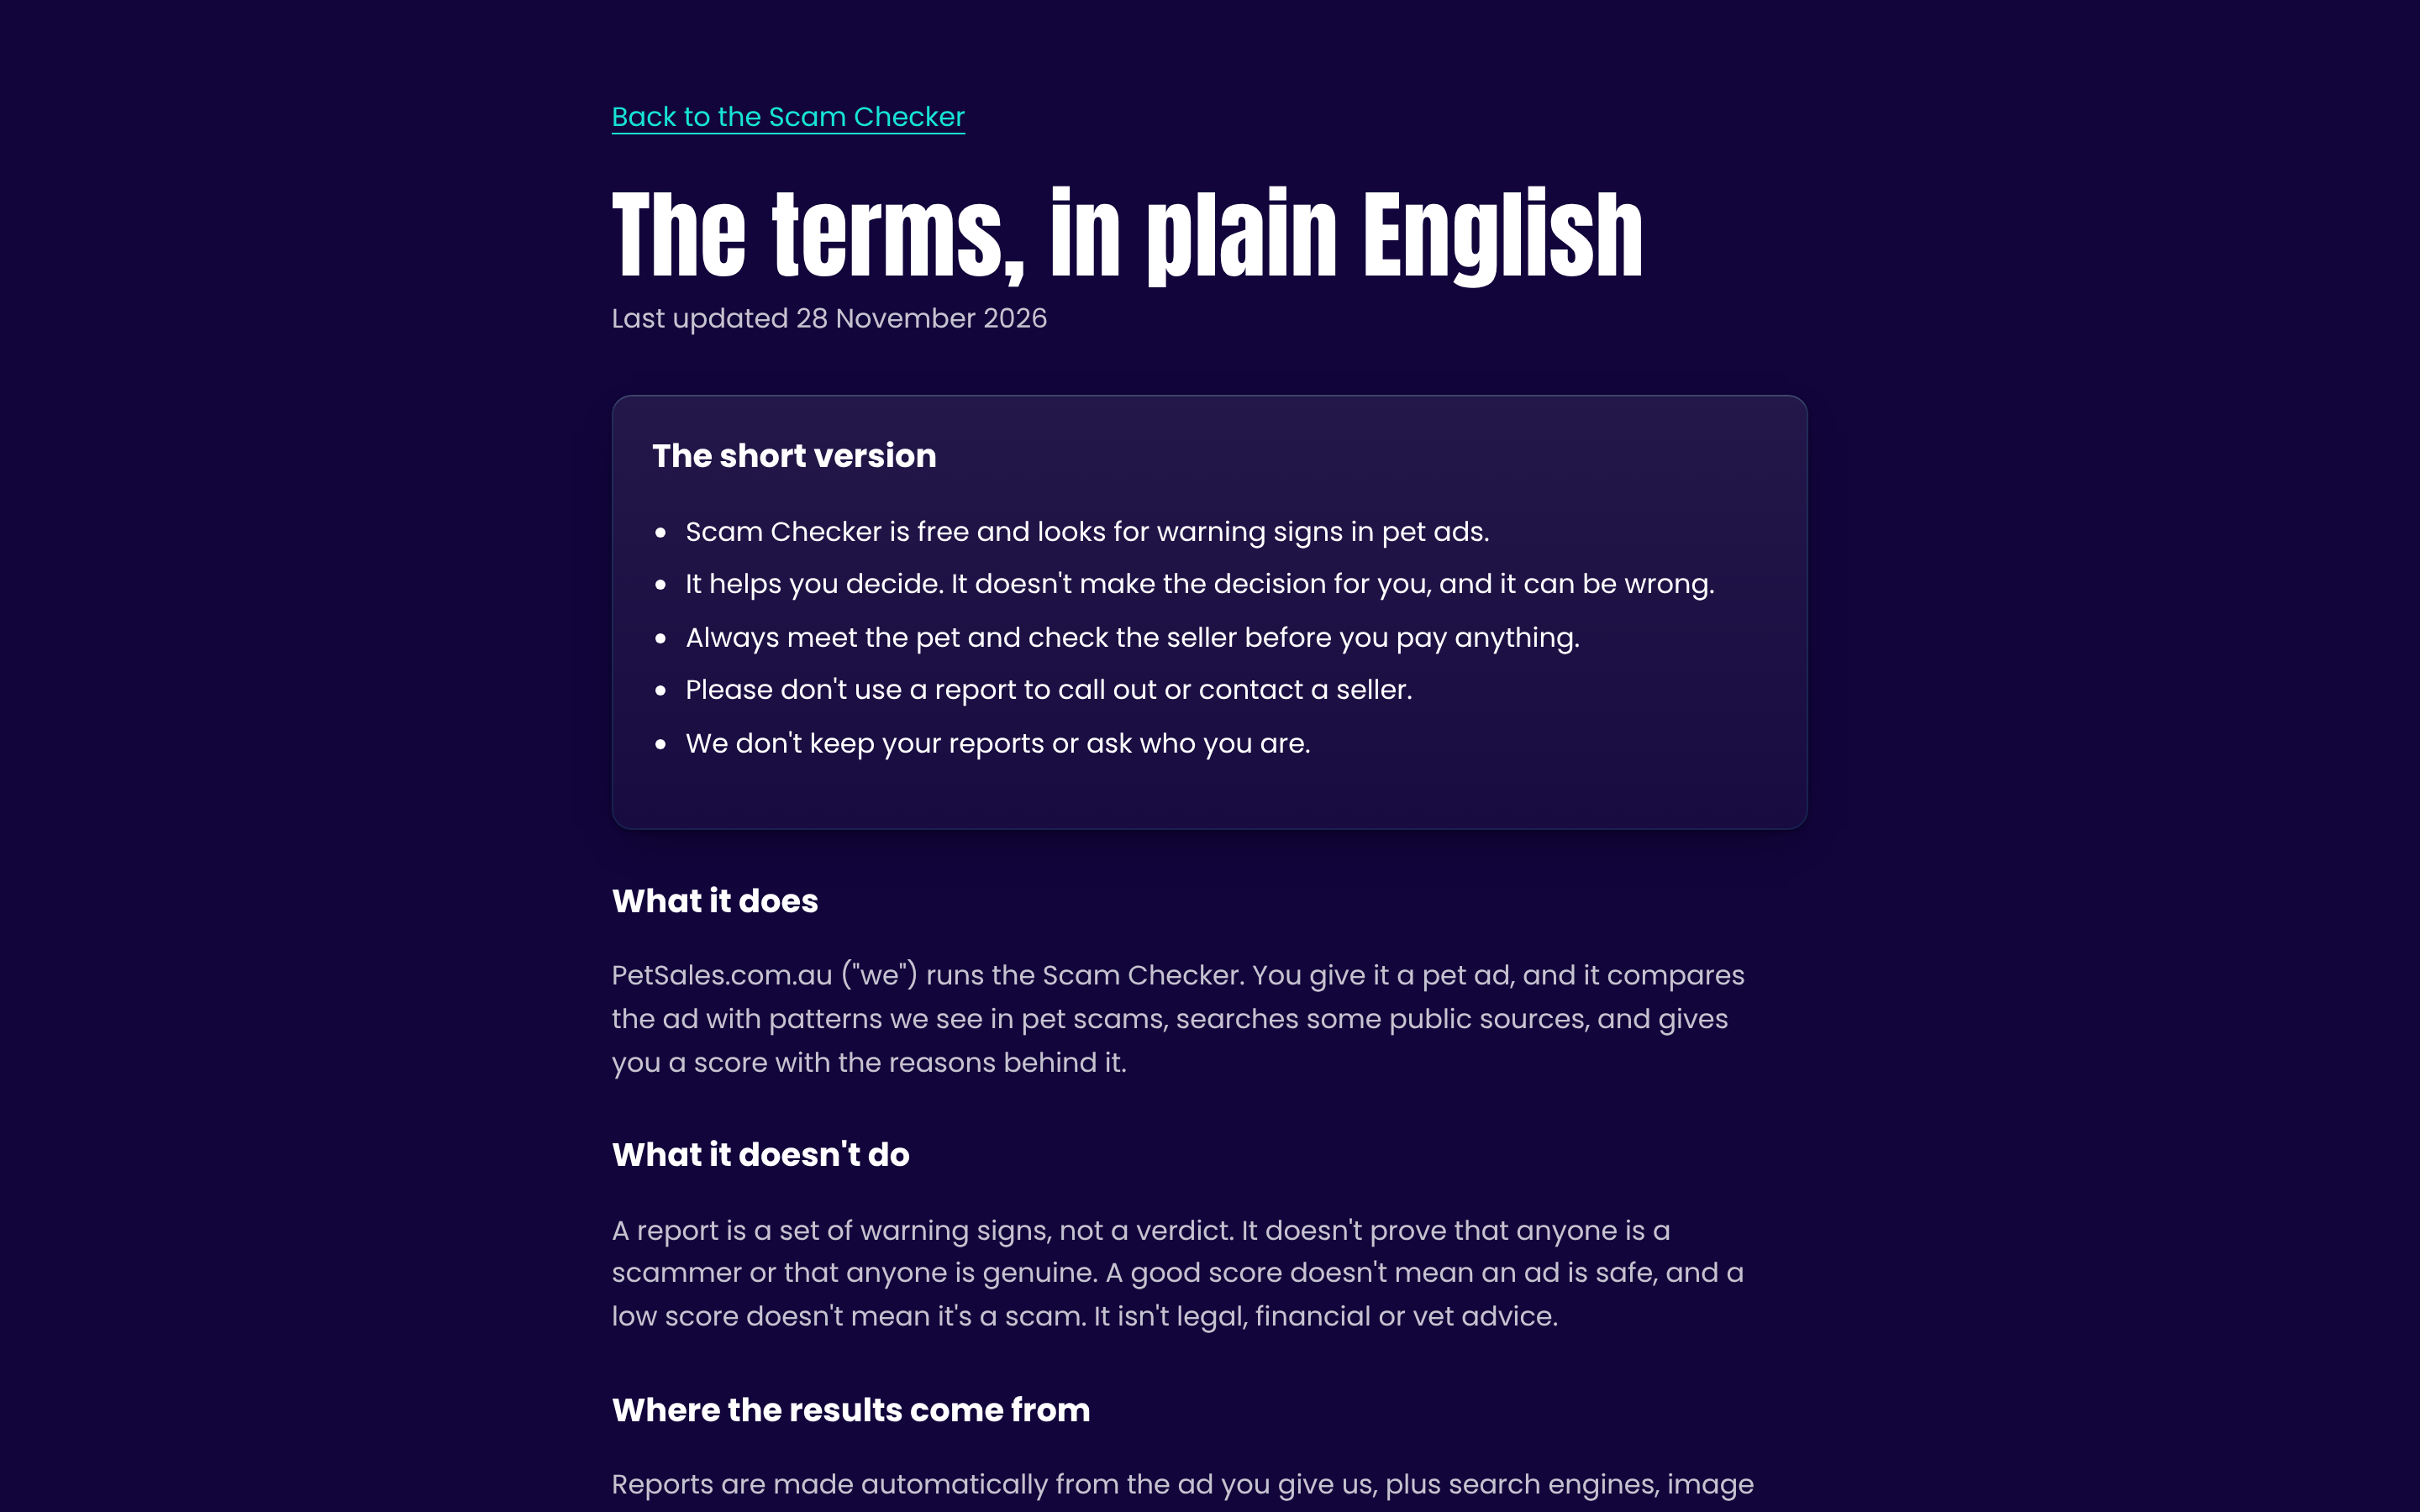 Back to the Scam Checker
The terms, in plain English
Last updated 28 November 2026
The short version
Scam Checker is free and looks for warning signs in pet ads.
It helps you decide. It doesn't make the decision for you, and it can be wrong.
Always meet the pet and check the seller before you pay anything.
Please don't use a report to call out or contact a seller.
We don't keep your reports or ask who you are.
What it does
PetSales.com.au ("we") runs the Scam Checker. You give it a pet ad, and it compares
the ad with patterns we see in pet scams, searches some public sources, and gives
you a score with the reasons behind it.
What it doesn't do
A report is a set of warning signs, not a verdict. It doesn't prove that anyone is a
scammer or that anyone is genuine. A good score doesn't mean an ad is safe, and a
low score doesn't mean it's a scam. It isn't legal, financial or vet advice.
Where the results come from
Reports are made automatically from the ad you give us, plus search engines, image